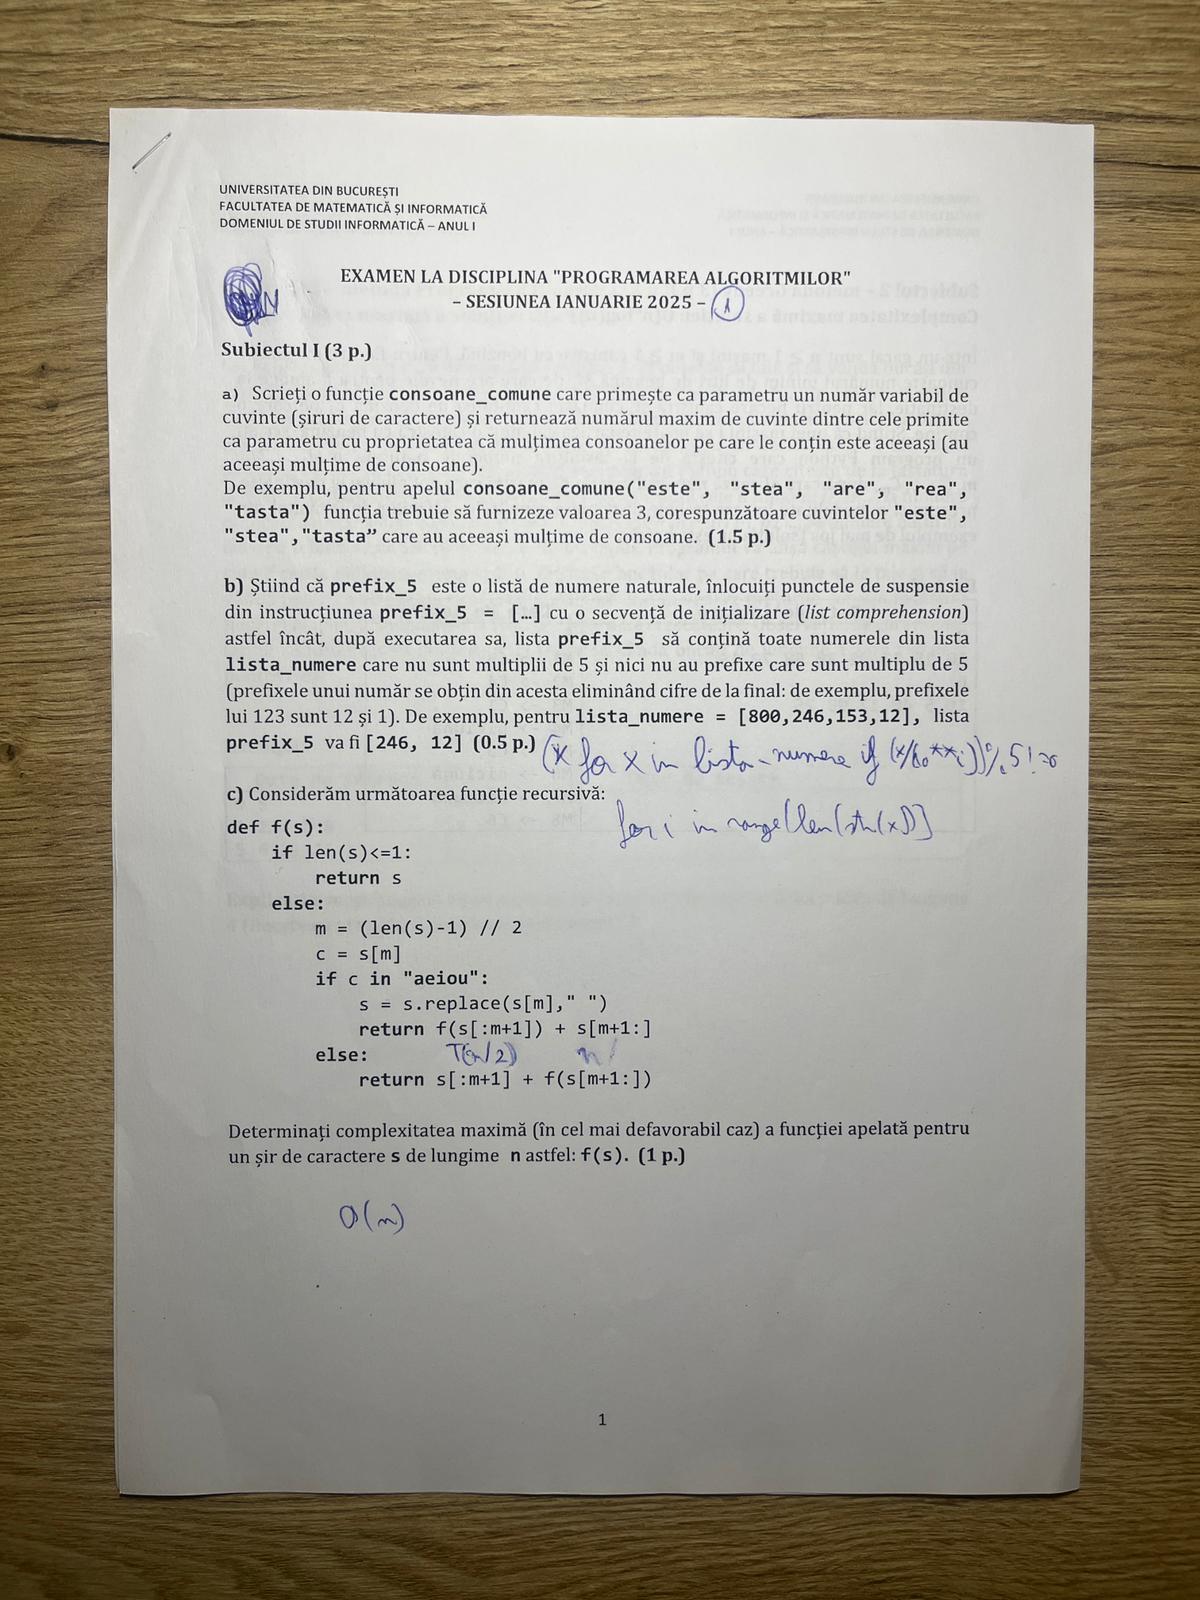 UNIVERSITATEA DIN BUCUREȘTI
FACULTATEA DE MATEMATICĂ ȘI INFORMATICĂ
DOMENIUL DE STUDII INFORMATICĂ – ANUL I
EXAMEN LA DISCIPLINA "PROGRAMAREA ALGORITMILOR"
– SESIUNEA IANUARIE 2025 – 1
Subiectul I (3 p.)
a) Scrieți o funcție consoane_comune care primește ca parametru un număr variabil de
cuvinte (șiruri de caractere) și returnează numărul maxim de cuvinte dintre cele primite
ca parametru cu proprietatea că mulțimea consoanelor pe care le conțin este aceeași (au
aceeași mulțime de consoane).
De exemplu, pentru apelul consoane_comune("este", "stea", "are", "rea",
"tasta") funcția trebuie să furnizeze valoarea 3, corespunzătoare cuvintelor "este",
"stea","tasta” care au aceeași mulțime de consoane. (1.5 p.)
b) Știind că prefix_5 este o listă de numere naturale, înlocuiți punctele de suspensie
din instrucțiunea prefix_5 = […] cu o secvență de inițializare (list comprehension)
astfel încât, după executarea sa, lista prefix_5 să conțină toate numerele din lista
lista_numere care nu sunt multiplii de 5 și nici nu au prefixe care sunt multiplu de 5
(prefixele unui număr se obțin din acesta eliminând cifre de la final: de exemplu, prefixele
lui 123 sunt 12 și 1). De exemplu, pentru lista_numere = [800,246,153,12], lista
prefix_5 va fi [246, 12] (0.5 p.) (x for x in lista_numere if (x/10**i))%5!=0
c) Considerăm următoarea funcție recursivă:
for i in range(len(str(x))]
def f(s):
if len(s)<=1:
return s
else:
m = (len(s)-1) // 2
c = s[m]
if c in "aeiou":
s = s.replace(s[m]," ")
return f(s[:m+1]) + s[m+1:]
else: T(n/2) n
return s[:m+1] + f(s[m+1:])
Determinați complexitatea maximă (în cel mai defavorabil caz) a funcției apelată pentru
un șir de caractere s de lungime n astfel: f(s). (1 p.)
O(n)
1